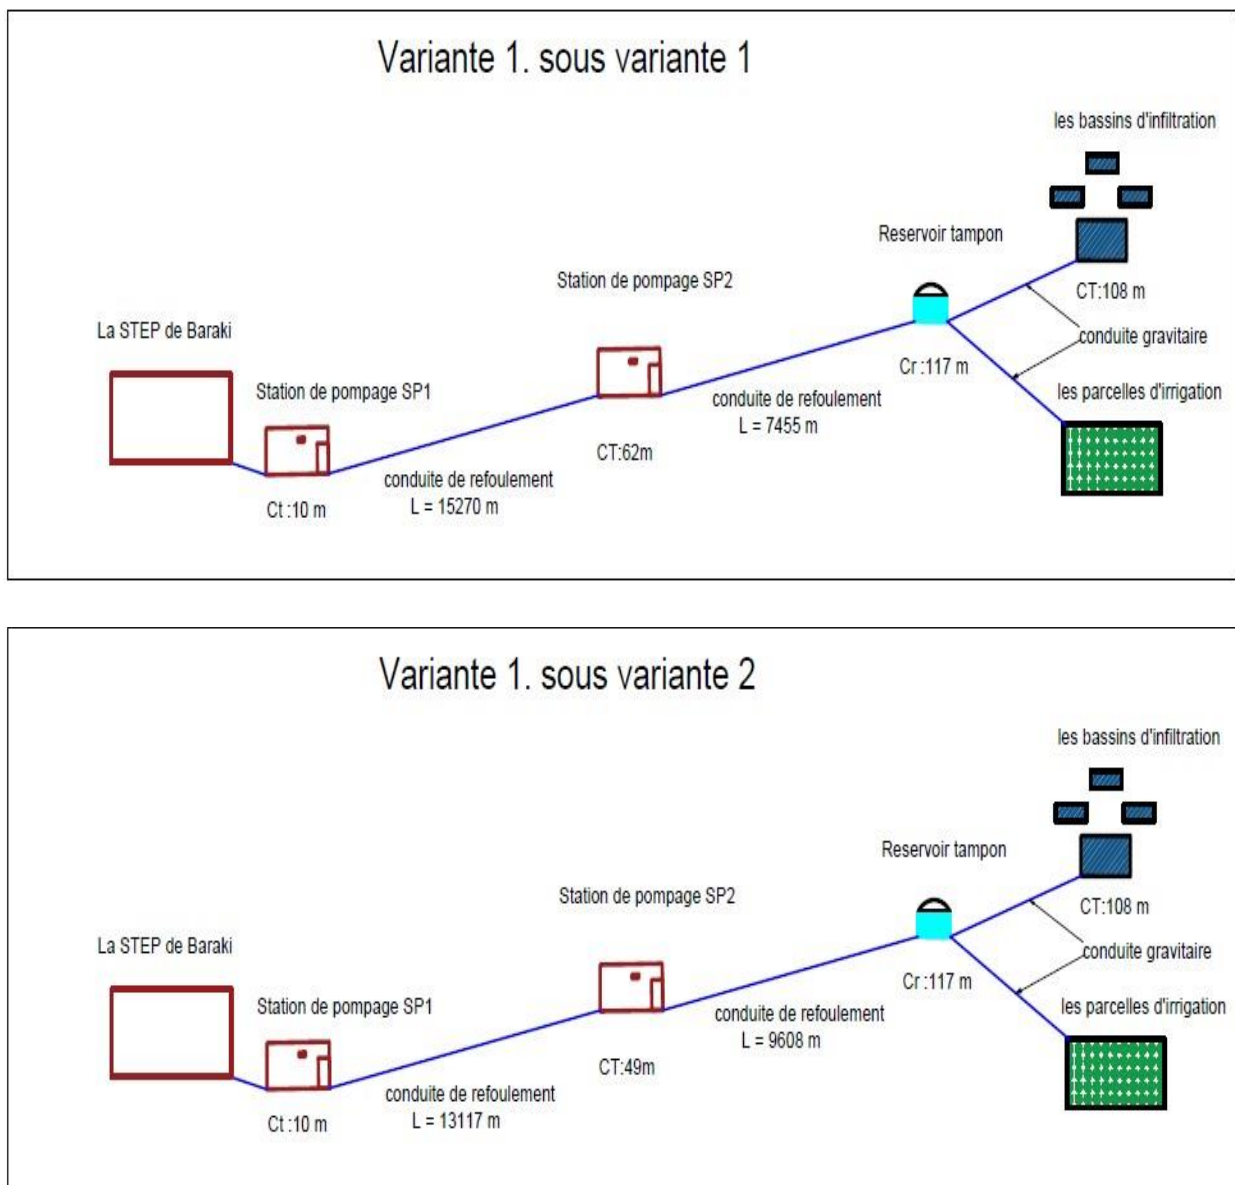 Variante 1. sous variante 1
les bassins d'infiltration
Reservoir tampon
Station de pompage SP2
CT:108 m
La STEP de Baraki
conduite gravitaire
Cr :117 m
Station de pompage SP1
conduite de refoulement
L = 7455 m
les parcelles d'irrigation
CT:62m
conduite de refoulement
L = 15270 m
Ct :10 m
Variante 1. sous variante 2
les bassins d'infiltration
Reservoir tampon
Station de pompage SP2
CT:108 m
La STEP de Baraki
conduite gravitaire
Cr :117 m
Station de pompage SP1
conduite de refoulement
L = 9608 m
les parcelles d'irrigation
CT:49m
conduite de refoulement
L = 13117 m
Ct :10 m